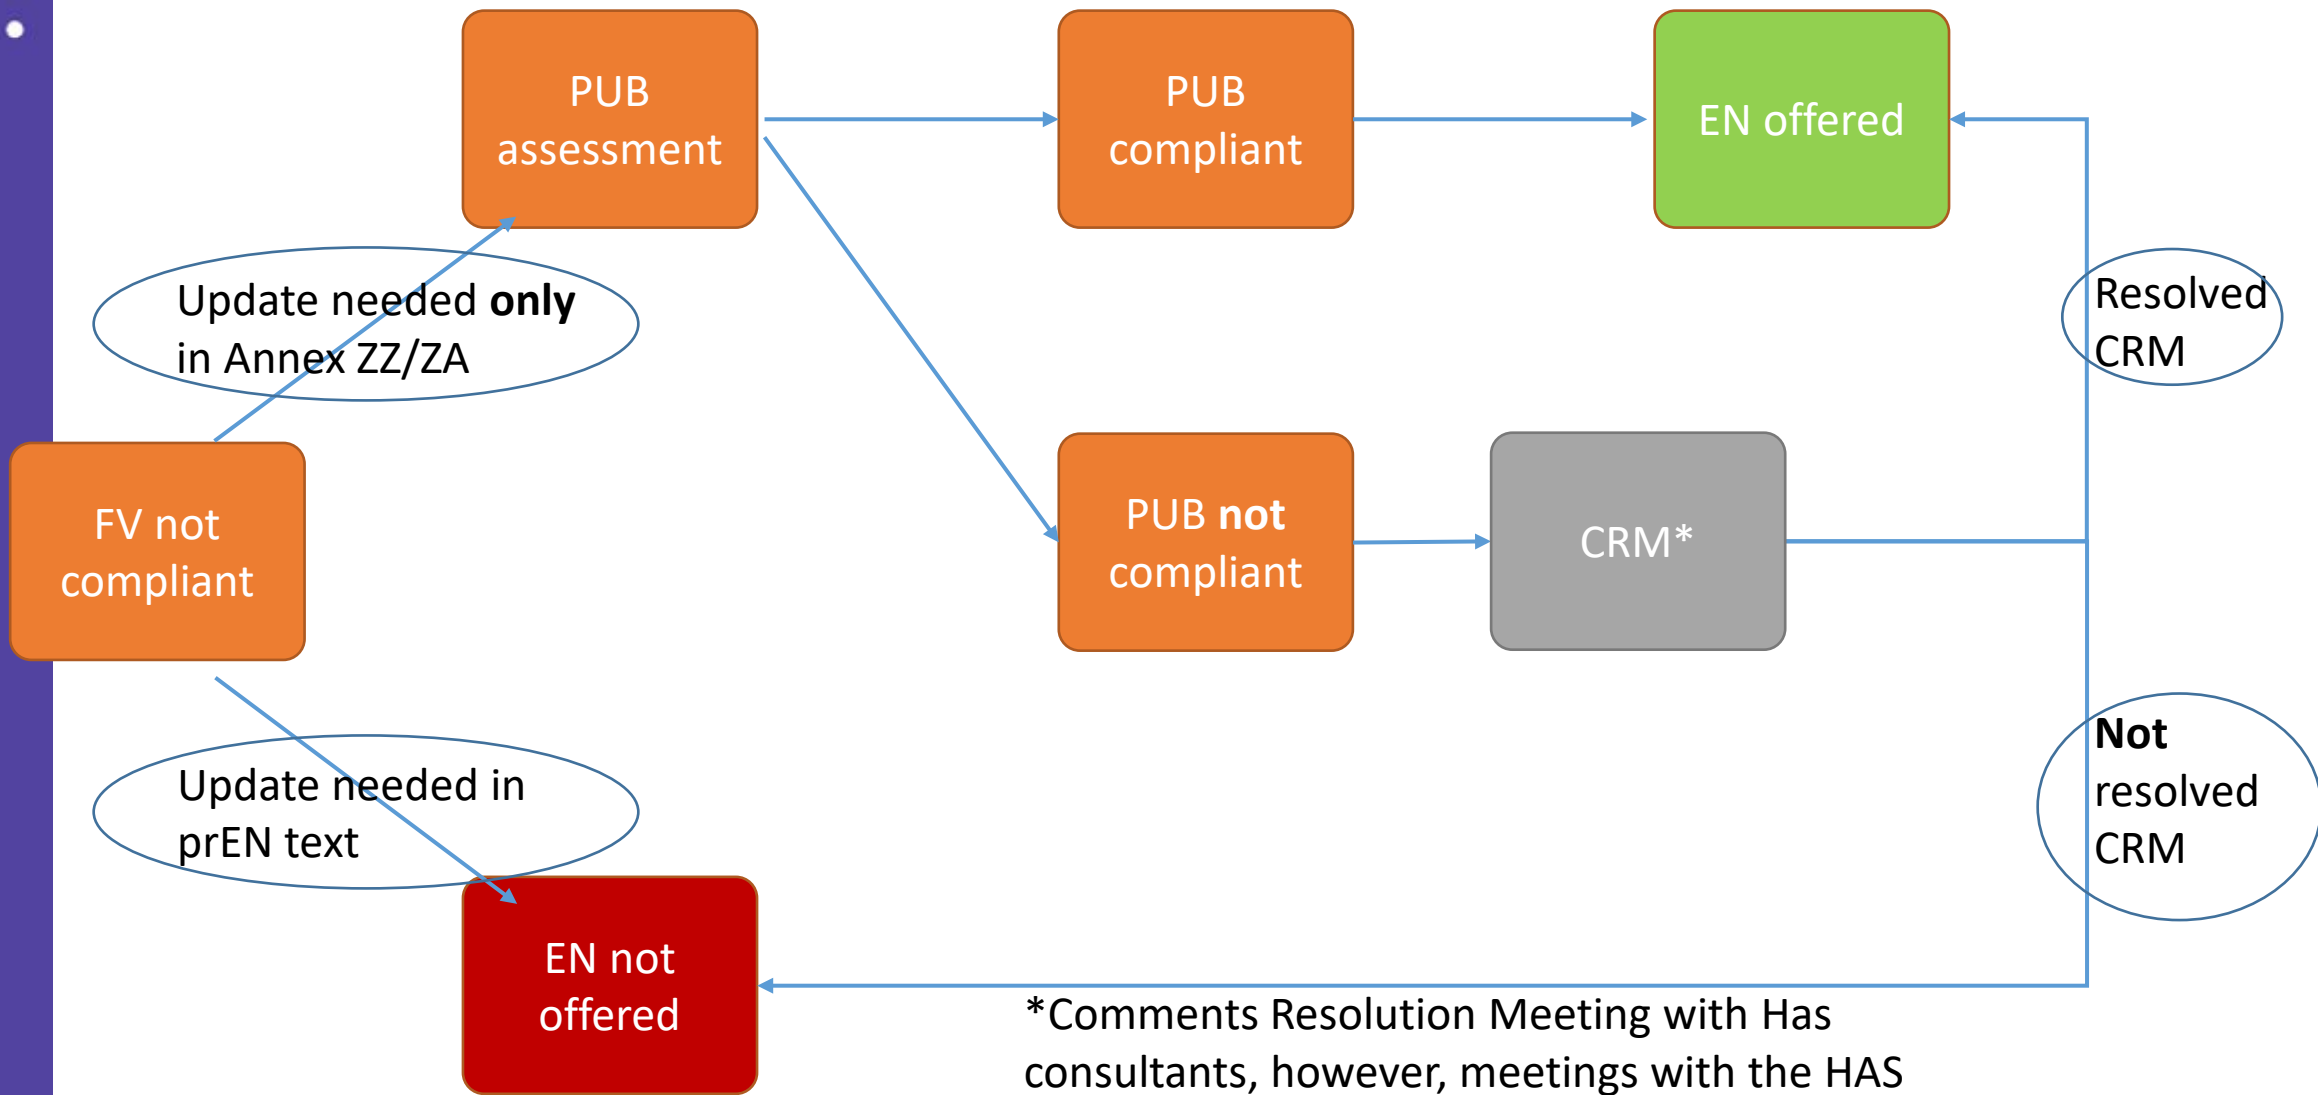 PUB
assessment
PUB
compliant
EN offered
Update needed only
in Annex ZZ/ZA
Resolved
CRM
FV not
compliant
PUB not
compliant
CRM*
Not
resolved
CRM
Update needed in
prEN text
EN not
offered
*Comments Resolution Meeting with Has
consultants, however, meetings with the HAS